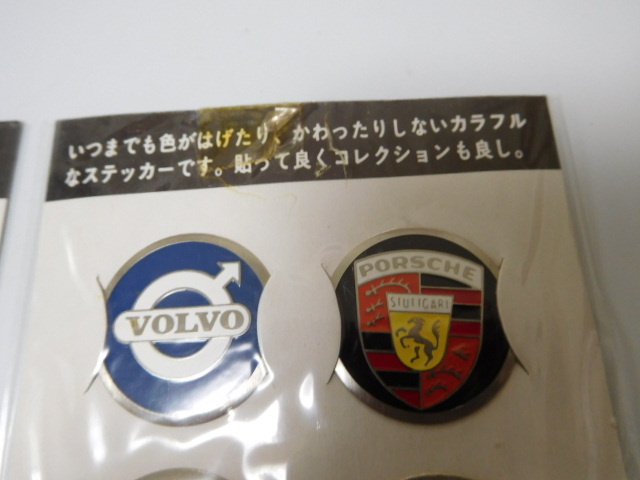 いつまでも色がはげたり、かわったりしないカラフル
なステッカーです。貼って良くコレクションも良し。
VOLVO
PORSCHE
STUTTGART